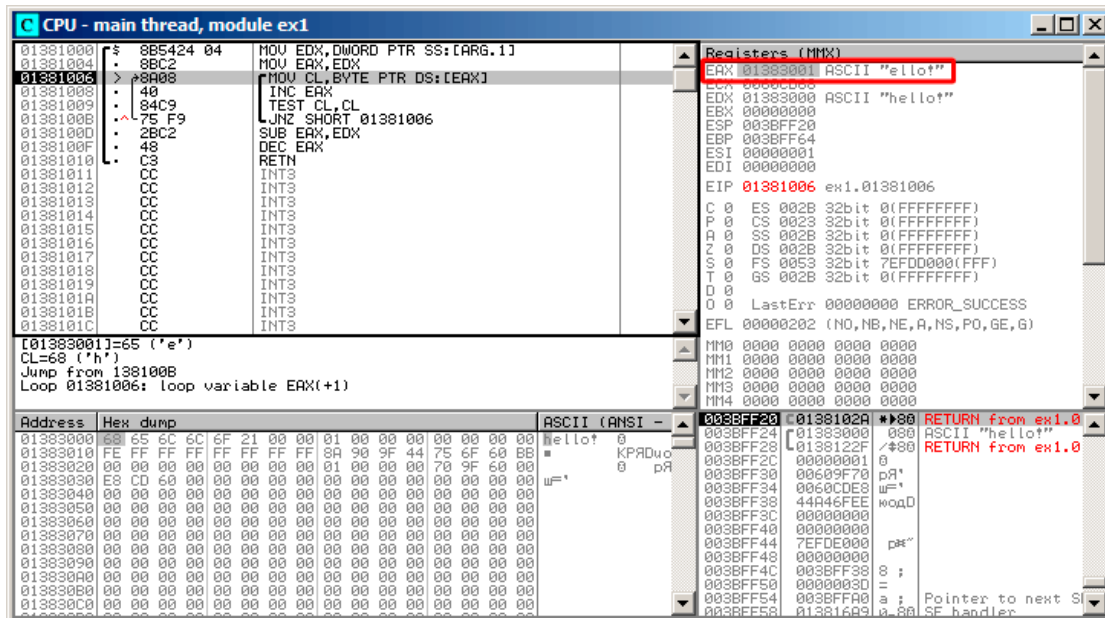 CPU - main thread, module ex1
01381000 $ 8B5424 04 MOV EDX,DWORD PTR SS:[ARG.1]
01381004 . 8BC2 MOV EAX,EDX
01381006 > 8A08 MOV CL,BYTE PTR DS:[EAX]
01381008 . 40 INC EAX
01381009 . 84C9 TEST CL,CL
0138100B .^ 75 F9 JNZ SHORT 01381006
0138100D . 2BC2 SUB EAX,EDX
0138100F . 48 DEC EAX
01381010 . C3 RETN
01381011 CC INT3
01381012 CC INT3
01381013 CC INT3
01381014 CC INT3
01381015 CC INT3
01381016 CC INT3
01381017 CC INT3
01381018 CC INT3
01381019 CC INT3
0138101A CC INT3
0138101B CC INT3
0138101C CC INT3
[01383001]=65 ('e')
CL=68 ('h')
Jump from 138100B
Loop 01381006: loop variable EAX(+1)
Registers (MMX)
EAX 01383001 ASCII "ello!"
EDX 01383000 ASCII "hello!"
EBX 00000000
ESP 003BFF20
EBP 003BFF64
ESI 00000001
EDI 00000000
EIP 01381006 ex1.01381006
C 0 ES 002B 32bit 0(FFFFFFFF)
P 0 CS 0023 32bit 0(FFFFFFFF)
A 0 SS 002B 32bit 0(FFFFFFFF)
Z 0 DS 002B 32bit 0(FFFFFFFF)
S 0 FS 0053 32bit 7EFDD000(FFF)
T 0 GS 002B 32bit 0(FFFFFFFF)
D 0
O 0 LastErr 00000000 ERROR_SUCCESS
EFL 00000202 (NO,NB,NE,A,NS,PO,GE,G)
MM0 0000 0000 0000 0000
MM1 0000 0000 0000 0000
MM2 0000 0000 0000 0000
MM3 0000 0000 0000 0000
MM4 0000 0000 0000 0000
Address Hex dump ASCII (ANSI -
01383000 68 65 6C 6C 6F 21 00 00 01 00 00 00 00 00 00 00 hello!
01383010 FE FF FF FF FF FF FF FF 8A 90 9F 44 75 6F 60 BB
01383020 00 00 00 00 00 00 00 00 01 00 00 00 70 9F 60 00
01383030 E8 CD 60 00 00 00 00 00 00 00 00 00 00 00 00 00
01383040 00 00 00 00 00 00 00 00 00 00 00 00 00 00 00 00
01383050 00 00 00 00 00 00 00 00 00 00 00 00 00 00 00 00
01383060 00 00 00 00 00 00 00 00 00 00 00 00 00 00 00 00
01383070 00 00 00 00 00 00 00 00 00 00 00 00 00 00 00 00
01383080 00 00 00 00 00 00 00 00 00 00 00 00 00 00 00 00
01383090 00 00 00 00 00 00 00 00 00 00 00 00 00 00 00 00
013830A0 00 00 00 00 00 00 00 00 00 00 00 00 00 00 00 00
013830B0 00 00 00 00 00 00 00 00 00 00 00 00 00 00 00 00
013830C0 00 00 00 00 00 00 00 00 00 00 00 00 00 00 00 00
003BFF20 0138102A RETURN from ex1.0
003BFF24 01383000 ASCII "hello!"
003BFF28 0138122F RETURN from ex1.0
003BFF2C 00000001
003BFF30 00609F70
003BFF34 0060CDE8
003BFF38 44A46FEE
003BFF3C 00000000
003BFF40 00000000
003BFF44 7EFDE000
003BFF48 00000000
003BFF4C 003BFF38 8 ;
003BFF50 0000003D =
003BFF54 003BFFA0 Pointer to next
003BFF58 013816A9 SE handler